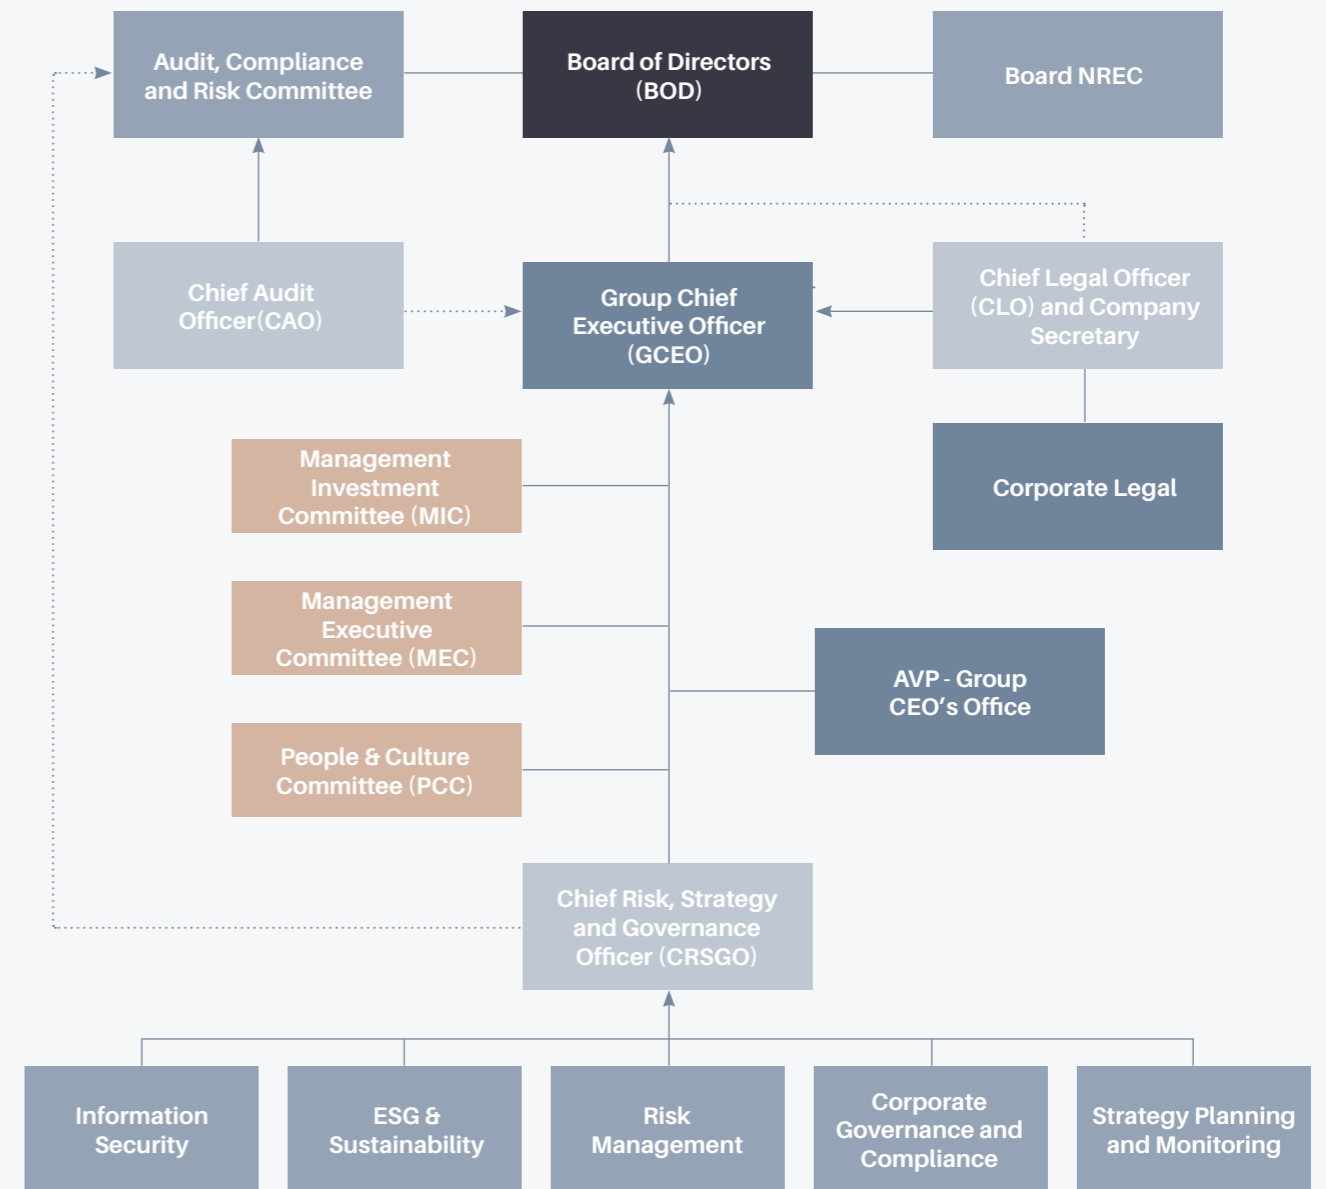 Audit, Compliance
and Risk Committee
Board of Directors
(BOD)
Board NREC
Chief Audit
Officer(CAO)
Group Chief
Executive Officer
(GCEO)
Chief Legal Officer
(CLO) and Company
Secretary
Management
Investment
Committee (MIC)
Corporate Legal
Management
Executive
Committee (MEC)
AVP - Group
CEO’s Office
People & Culture
Committee (PCC)
Chief Risk, Strategy
and Governance
Officer (CRSGO)
Information
Security
ESG &
Sustainability
Risk
Management
Corporate
Governance and
Compliance
Strategy Planning
and Monitoring